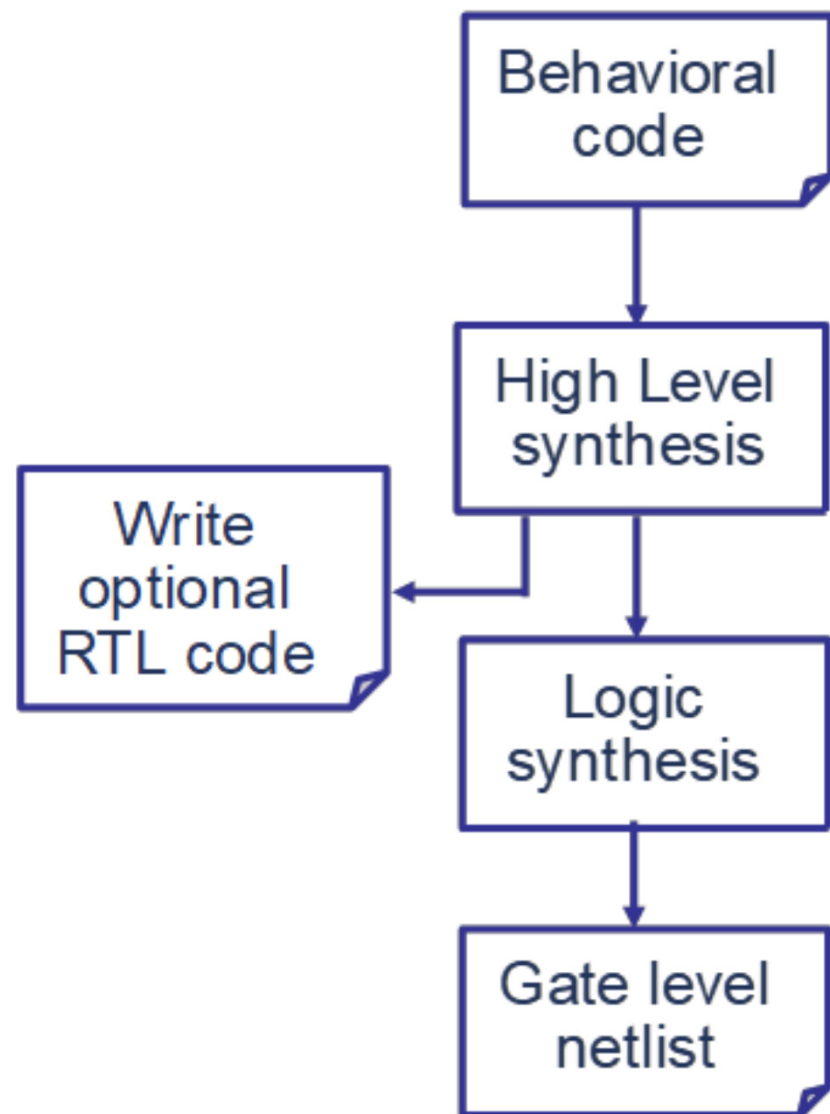 Behavioral
code
High Level
synthesis
Write
optional
RTL code
Logic
synthesis
Gate level
netlist